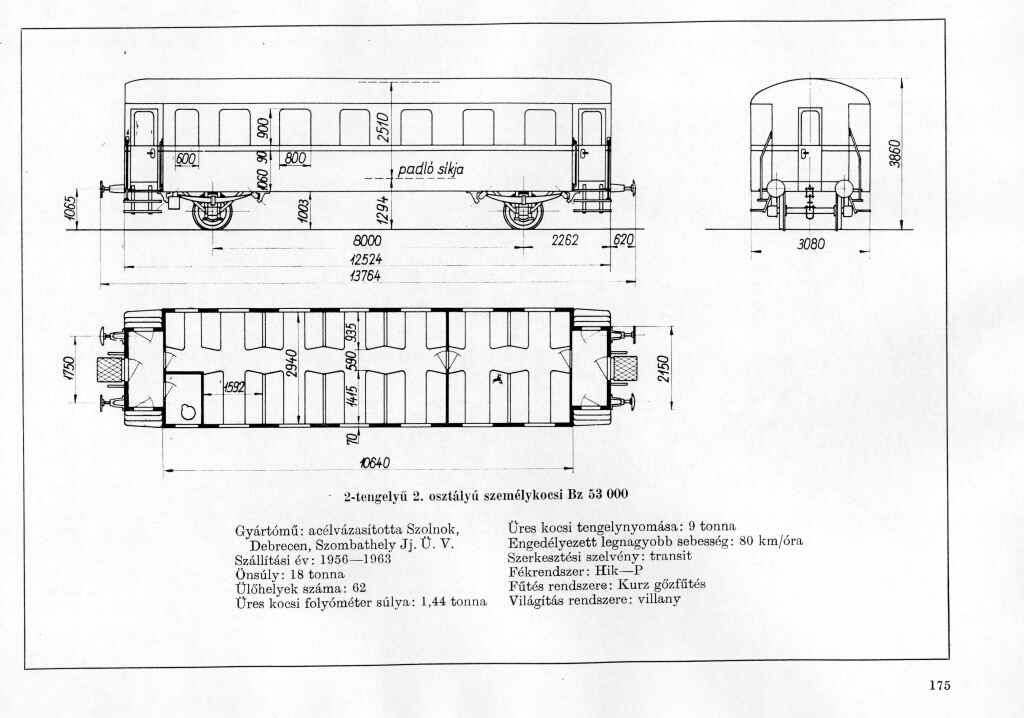 2510
900
90
600
800
1060
padló síkja
1065
1003
1294
8000
2262
620
12524
13764
3860
3080
935
590
2940
1592
1415
70
1750
2150
10640
2-tengelyű 2. osztályú személykocsi Bz 53 000
Gyártómű: acélvázasította Szolnok,
Debrecen, Szombathely Jj. Ü. V.
Szállítási év: 1956—1963
Önsúly: 18 tonna
Ülőhelyek száma: 62
Üres kocsi folyóméter súlya: 1,44 tonna
Üres kocsi tengelynyomása: 9 tonna
Engedélyezett legnagyobb sebesség: 80 km/óra
Szerkesztési szelvény: transit
Fékrendszer: Hik—P
Fűtés rendszere: Kurz gőzfűtés
Világítás rendszere: villany
175